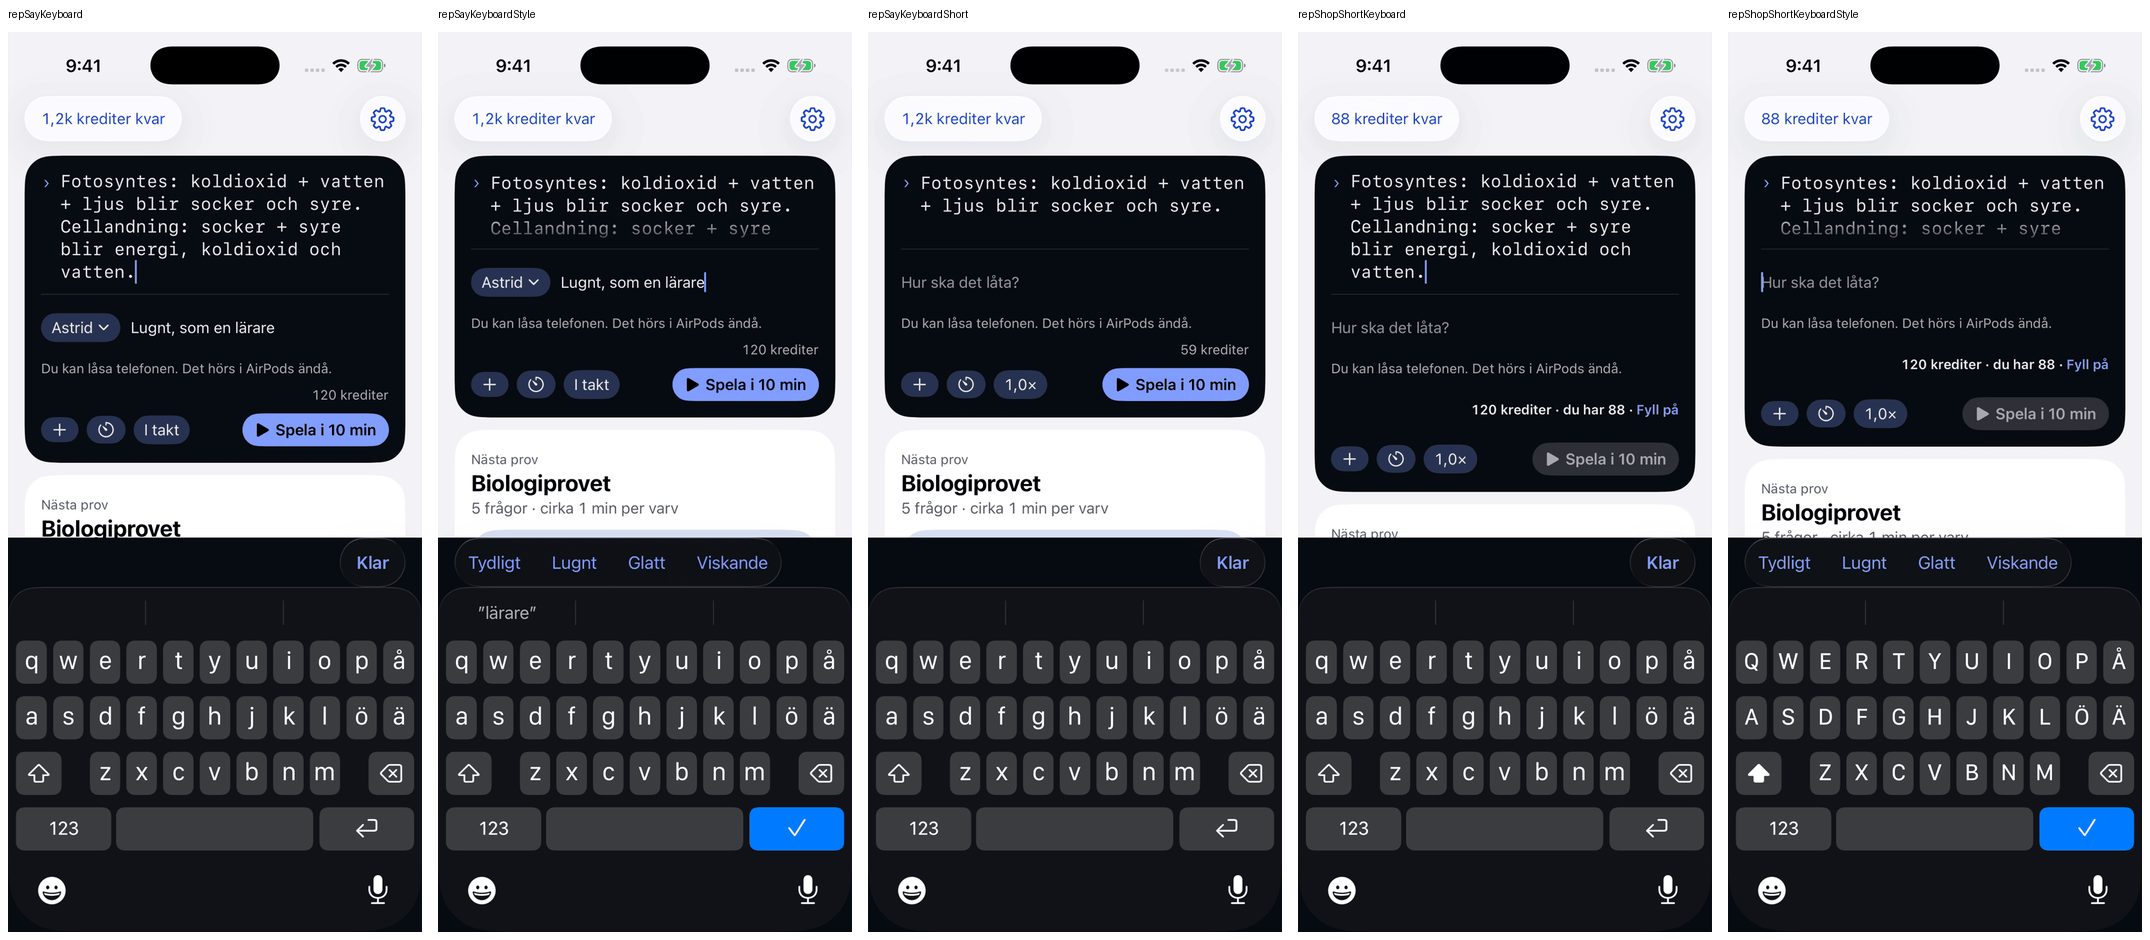 repSayKeyboard
9:41
1,2k krediter kvar
› Fotosyntes: koldioxid + vatten
+ ljus blir socker och syre.
Cellandning: socker + syre
blir energi, koldioxid och
vatten.
Astrid
Lugnt, som en lärare
Du kan låsa telefonen. Det hörs i AirPods ändå.
120 krediter
+
I takt
Spela i 10 min
Nästa prov
Biologiprovet
Klar
q w e r t y u i o p å
a s d f g h j k l ö ä
z x c v b n m
123
repSayKeyboardStyle
9:41
1,2k krediter kvar
› Fotosyntes: koldioxid + vatten
+ ljus blir socker och syre.
Cellandning: socker + syre
Astrid
Lugnt, som en lärare
Du kan låsa telefonen. Det hörs i AirPods ändå.
120 krediter
+
I takt
Spela i 10 min
Nästa prov
Biologiprovet
5 frågor · cirka 1 min per varv
Tydligt Lugnt Glatt Viskande
”lärare”
q w e r t y u i o p å
a s d f g h j k l ö ä
z x c v b n m
123
repSayKeyboardShort
9:41
1,2k krediter kvar
› Fotosyntes: koldioxid + vatten
+ ljus blir socker och syre.
Hur ska det låta?
Du kan låsa telefonen. Det hörs i AirPods ändå.
59 krediter
+
1,0×
Spela i 10 min
Nästa prov
Biologiprovet
5 frågor · cirka 1 min per varv
Klar
q w e r t y u i o p å
a s d f g h j k l ö ä
z x c v b n m
123
repShopShortKeyboard
9:41
88 krediter kvar
› Fotosyntes: koldioxid + vatten
+ ljus blir socker och syre.
Cellandning: socker + syre
blir energi, koldioxid och
vatten.
Hur ska det låta?
Du kan låsa telefonen. Det hörs i AirPods ändå.
120 krediter · du har 88 · Fyll på
+
1,0×
Spela i 10 min
Nästa prov
Klar
q w e r t y u i o p å
a s d f g h j k l ö ä
z x c v b n m
123
repShopShortKeyboardStyle
9:41
88 krediter kvar
› Fotosyntes: koldioxid + vatten
+ ljus blir socker och syre.
Cellandning: socker + syre
Hur ska det låta?
Du kan låsa telefonen. Det hörs i AirPods ändå.
120 krediter · du har 88 · Fyll på
+
1,0×
Spela i 10 min
Nästa prov
Biologiprovet
5 frågor · cirka 1 min per varv
Tydligt Lugnt Glatt Viskande
Q W E R T Y U I O P Å
A S D F G H J K L Ö Ä
Z X C V B N M
123